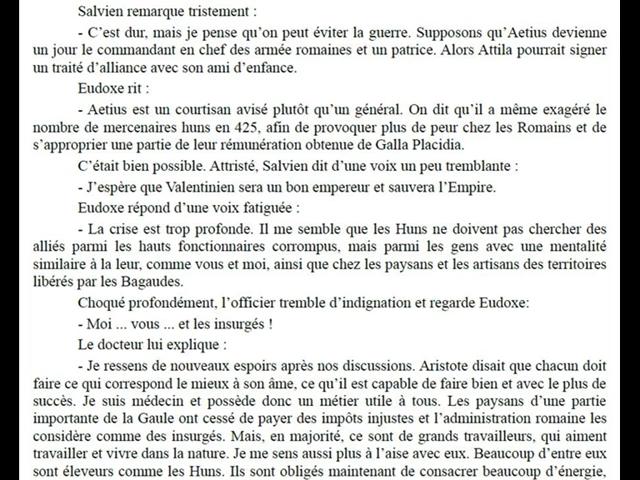 Salvien remarque tristement :
- C'est dur, mais je pense qu'on peut éviter la guerre. Supposons qu'Aetius devienne
un jour le commandant en chef des armée romaines et un patrice. Alors Attila pourrait signer
un traité d'alliance avec son ami d'enfance.
Eudoxe rit :
- Aetius est un courtisan avisé plutôt qu'un général. On dit qu'il a même exagéré le
nombre de mercenaires huns en 425, afin de provoquer plus de peur chez les Romains et de
s'approprier une partie de leur rémunération obtenue de Galla Placidia.
C'était bien possible. Attristé, Salvien dit d'une voix un peu tremblante :
- J'espère que Valentinien sera un bon empereur et sauvera l'Empire.
Eudoxe répond d'une voix fatiguée :
- La crise est trop profonde. Il me semble que les Huns ne doivent pas chercher des
alliés parmi les hauts fonctionnaires corrompus, mais parmi les gens avec une mentalité
similaire à la leur, comme vous et moi, ainsi que chez les paysans et les artisans des territoires
libérés par les Bagaudes.
Choqué profondément, l'officier tremble d'indignation et regarde Eudoxe:
- Moi ... vous ... et les insurgés !
Le docteur lui explique :
- Je ressens de nouveaux espoirs après nos discussions. Aristote disait que chacun doit
faire ce qui correspond le mieux à son âme, ce qu'il est capable de faire bien et avec le plus de
succès. Je suis médecin et possède donc un métier utile à tous. Les paysans d'une partie
importante de la Gaule ont cessé de payer des impôts injustes et l'administration romaine les
considère comme des insurgés. Mais, en majorité, ce sont de grands travailleurs, qui aiment
travailler et vivre dans la nature. Je me sens aussi plus à l'aise avec eux. Beaucoup d'entre eux
sont éleveurs comme les Huns. Ils sont obligés maintenant de consacrer beaucoup d'énergie,